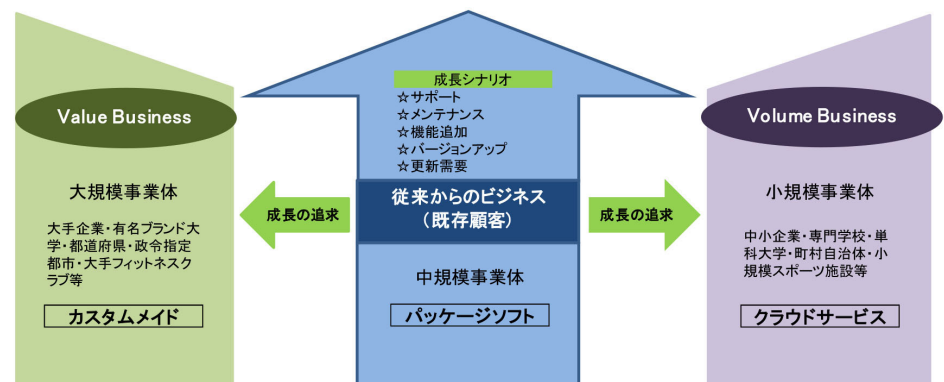 Value Business
大規模事業体
大手企業・有名ブランド大
学・都道府県・政令指定
都市・大手フィットネスク
ラブ等
カスタムメイド
成長の追求
成長シナリオ
☆サポート
☆メンテナンス
☆機能追加
☆バージョンアップ
☆更新需要
従来からのビジネス
（既存顧客）
中規模事業体
パッケージソフト
成長の追求
Volume Business
小規模事業体
中小企業・専門学校・単
科大学・町村自治体・小
規模スポーツ施設等
クラウドサービス